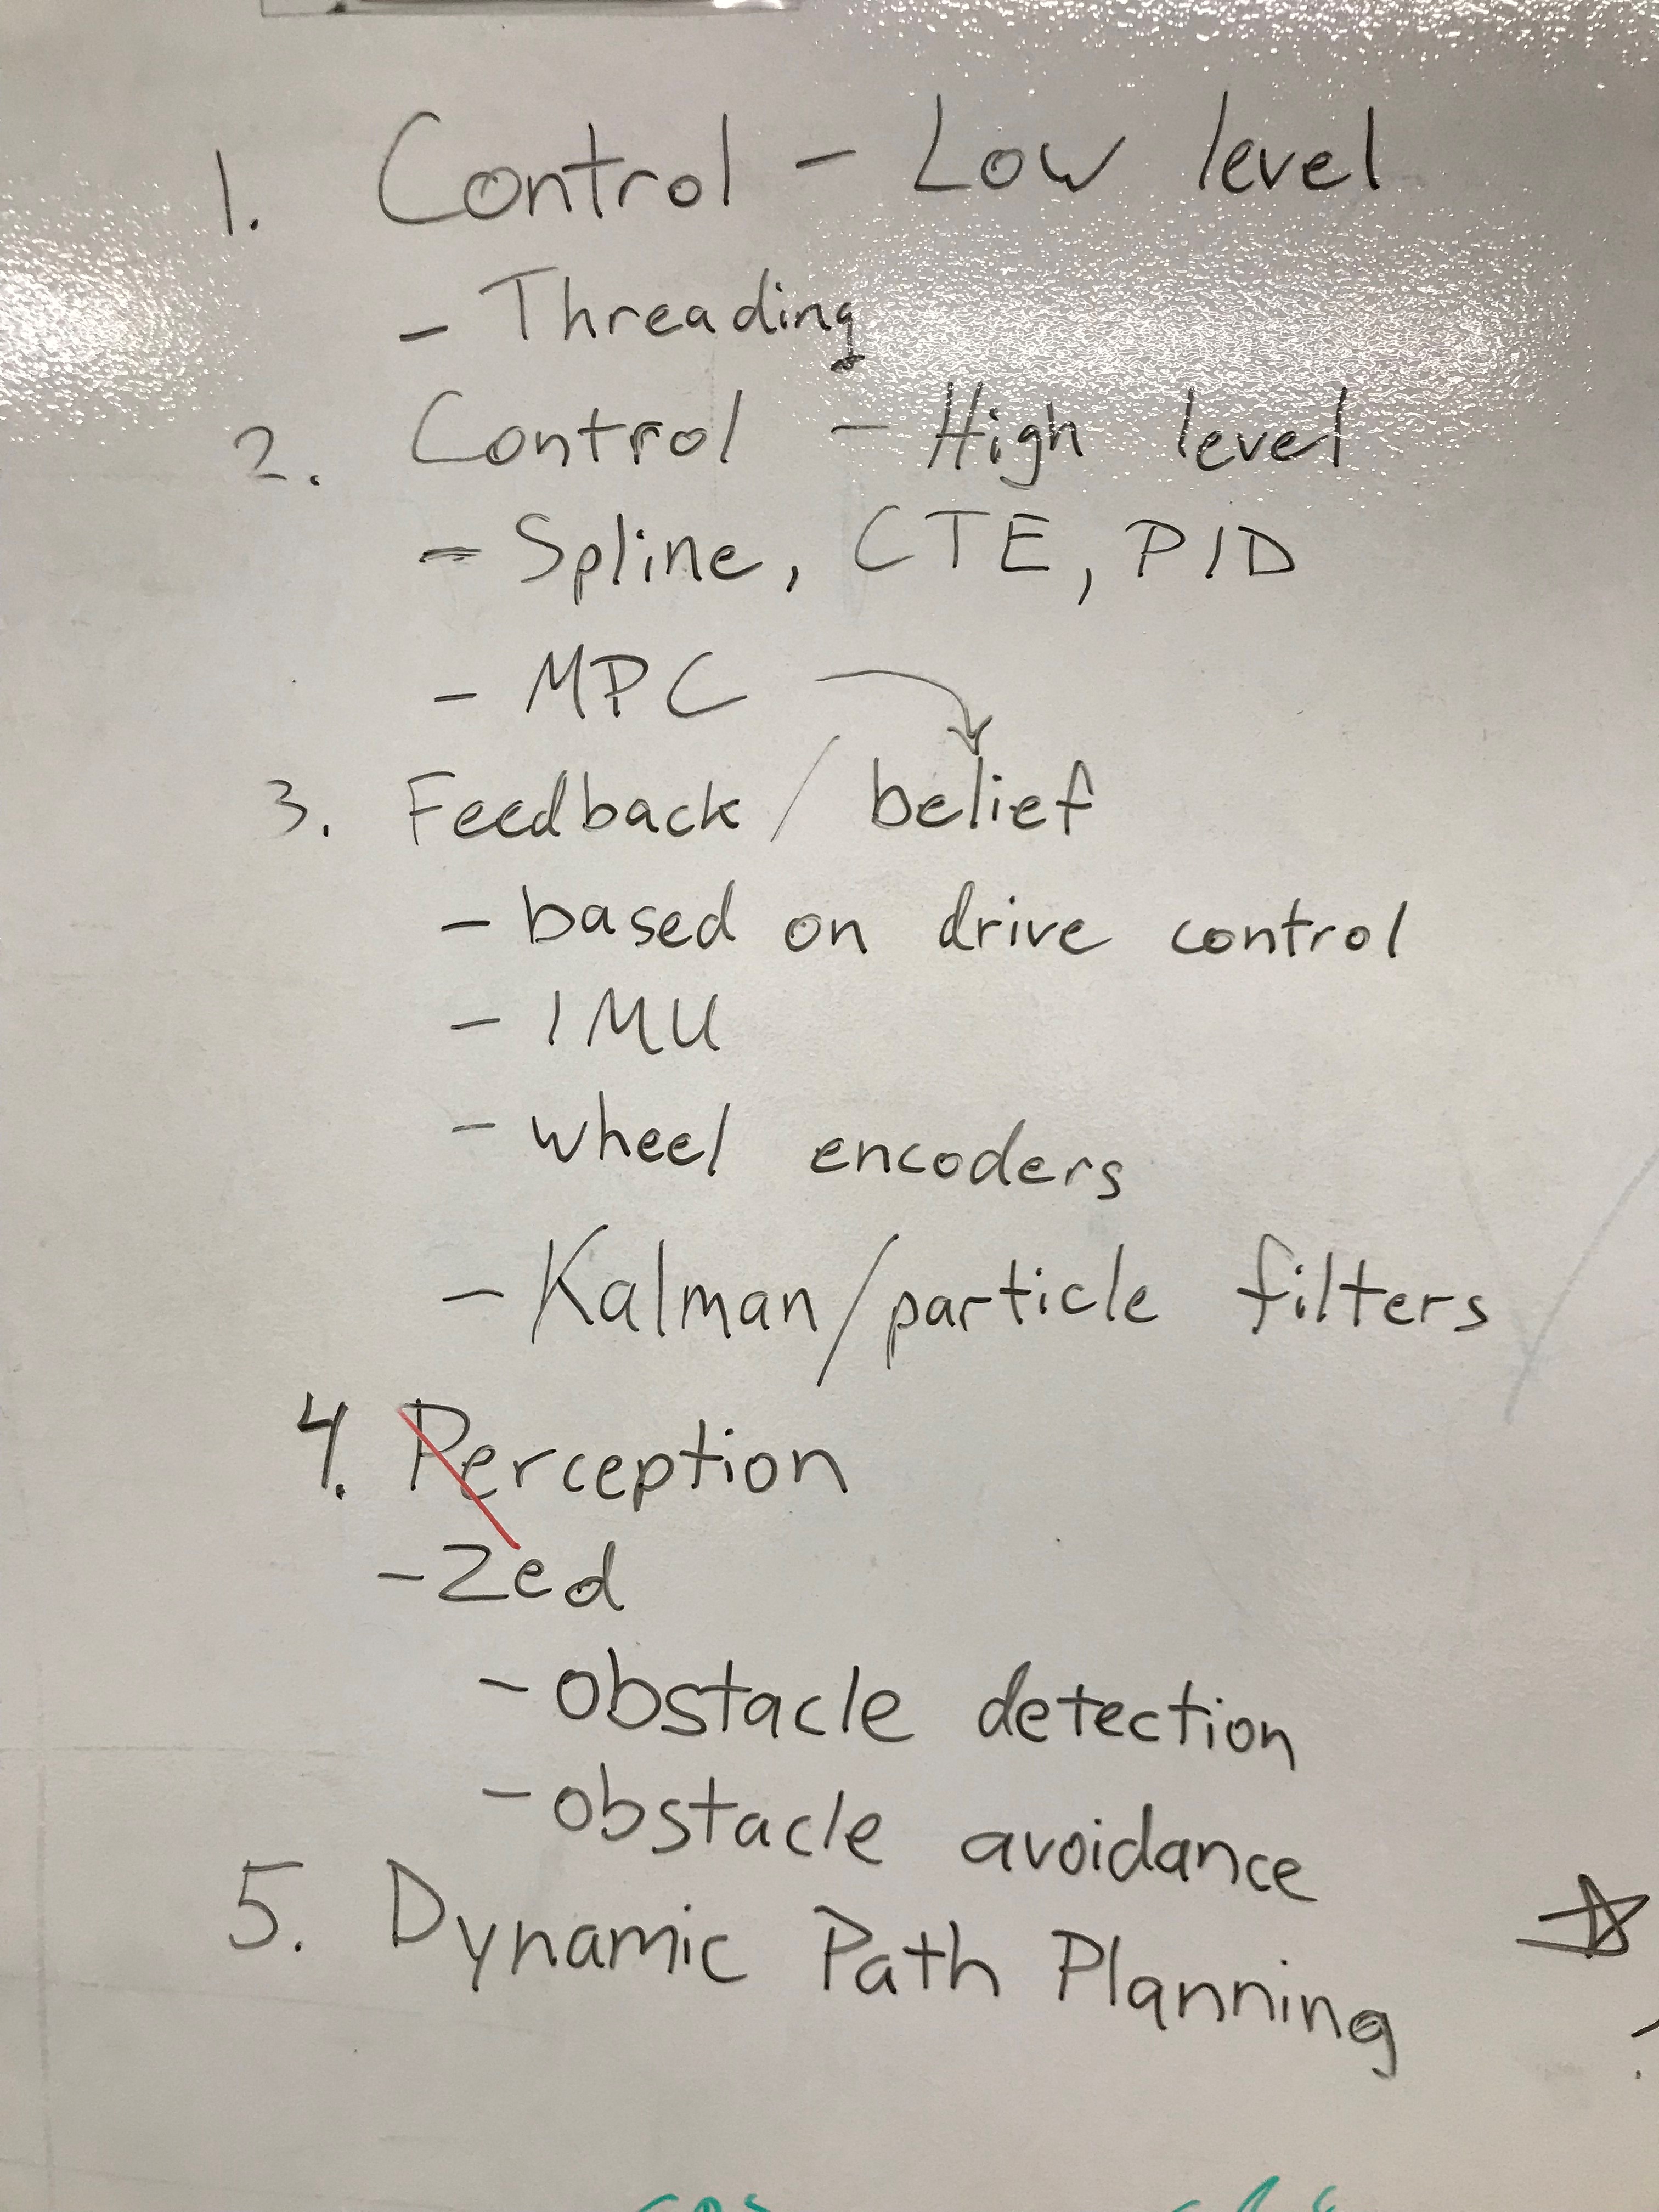 1. Control - Low level
- Threading
2. Control - High level
- Spline, CTE, PID
- MPC
3. Feedback / belief
- based on drive control
- IMU
- wheel encoders
- Kalman/particle filters
4. Perception
- Zed
- obstacle detection
- obstacle avoidance
5. Dynamic Path Planning